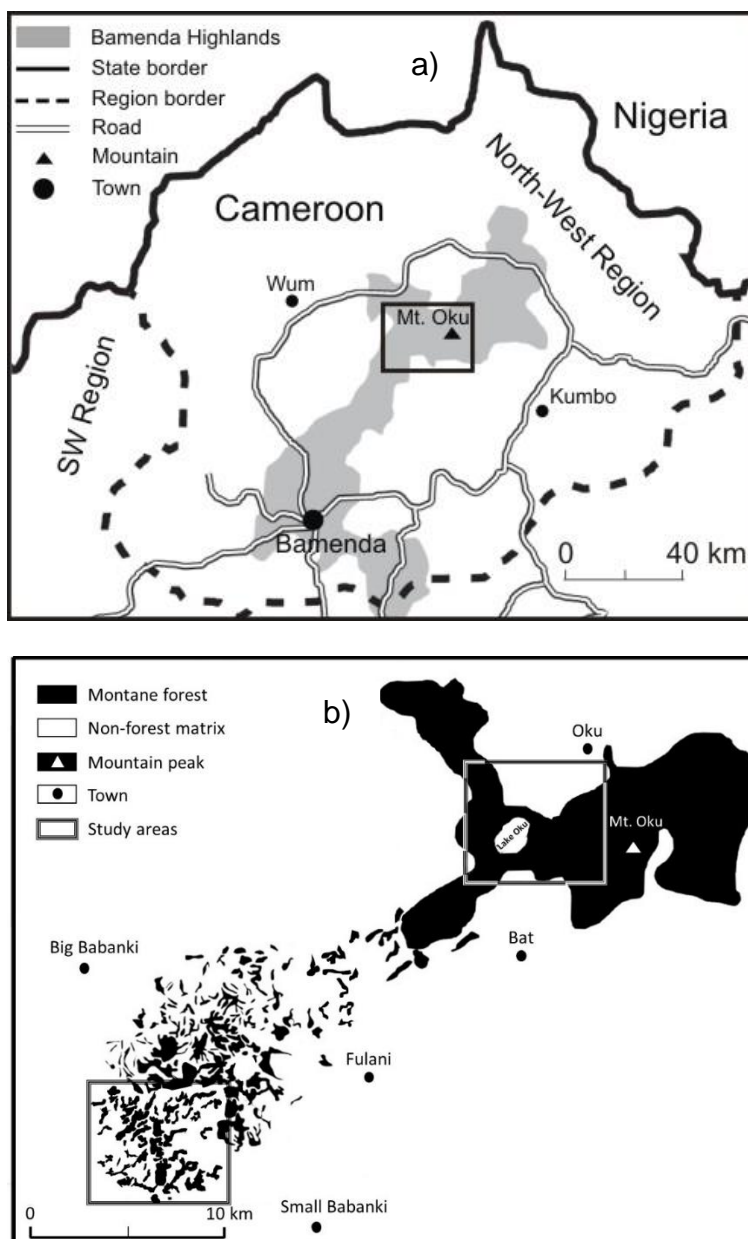 Bamenda Highlands
State border
Region border
Road
Mountain
Town
a)
Nigeria
North-West Region
Cameroon
Wum
Mt. Oku
SW Region
Kumbo
Bamenda
0 40 km
Montane forest
Non-forest matrix
Mountain peak
Town
Study areas
b)
Oku
Mt. Oku
Lake Oku
Big Babanki
Bat
Fulani
Small Babanki
0 10 km